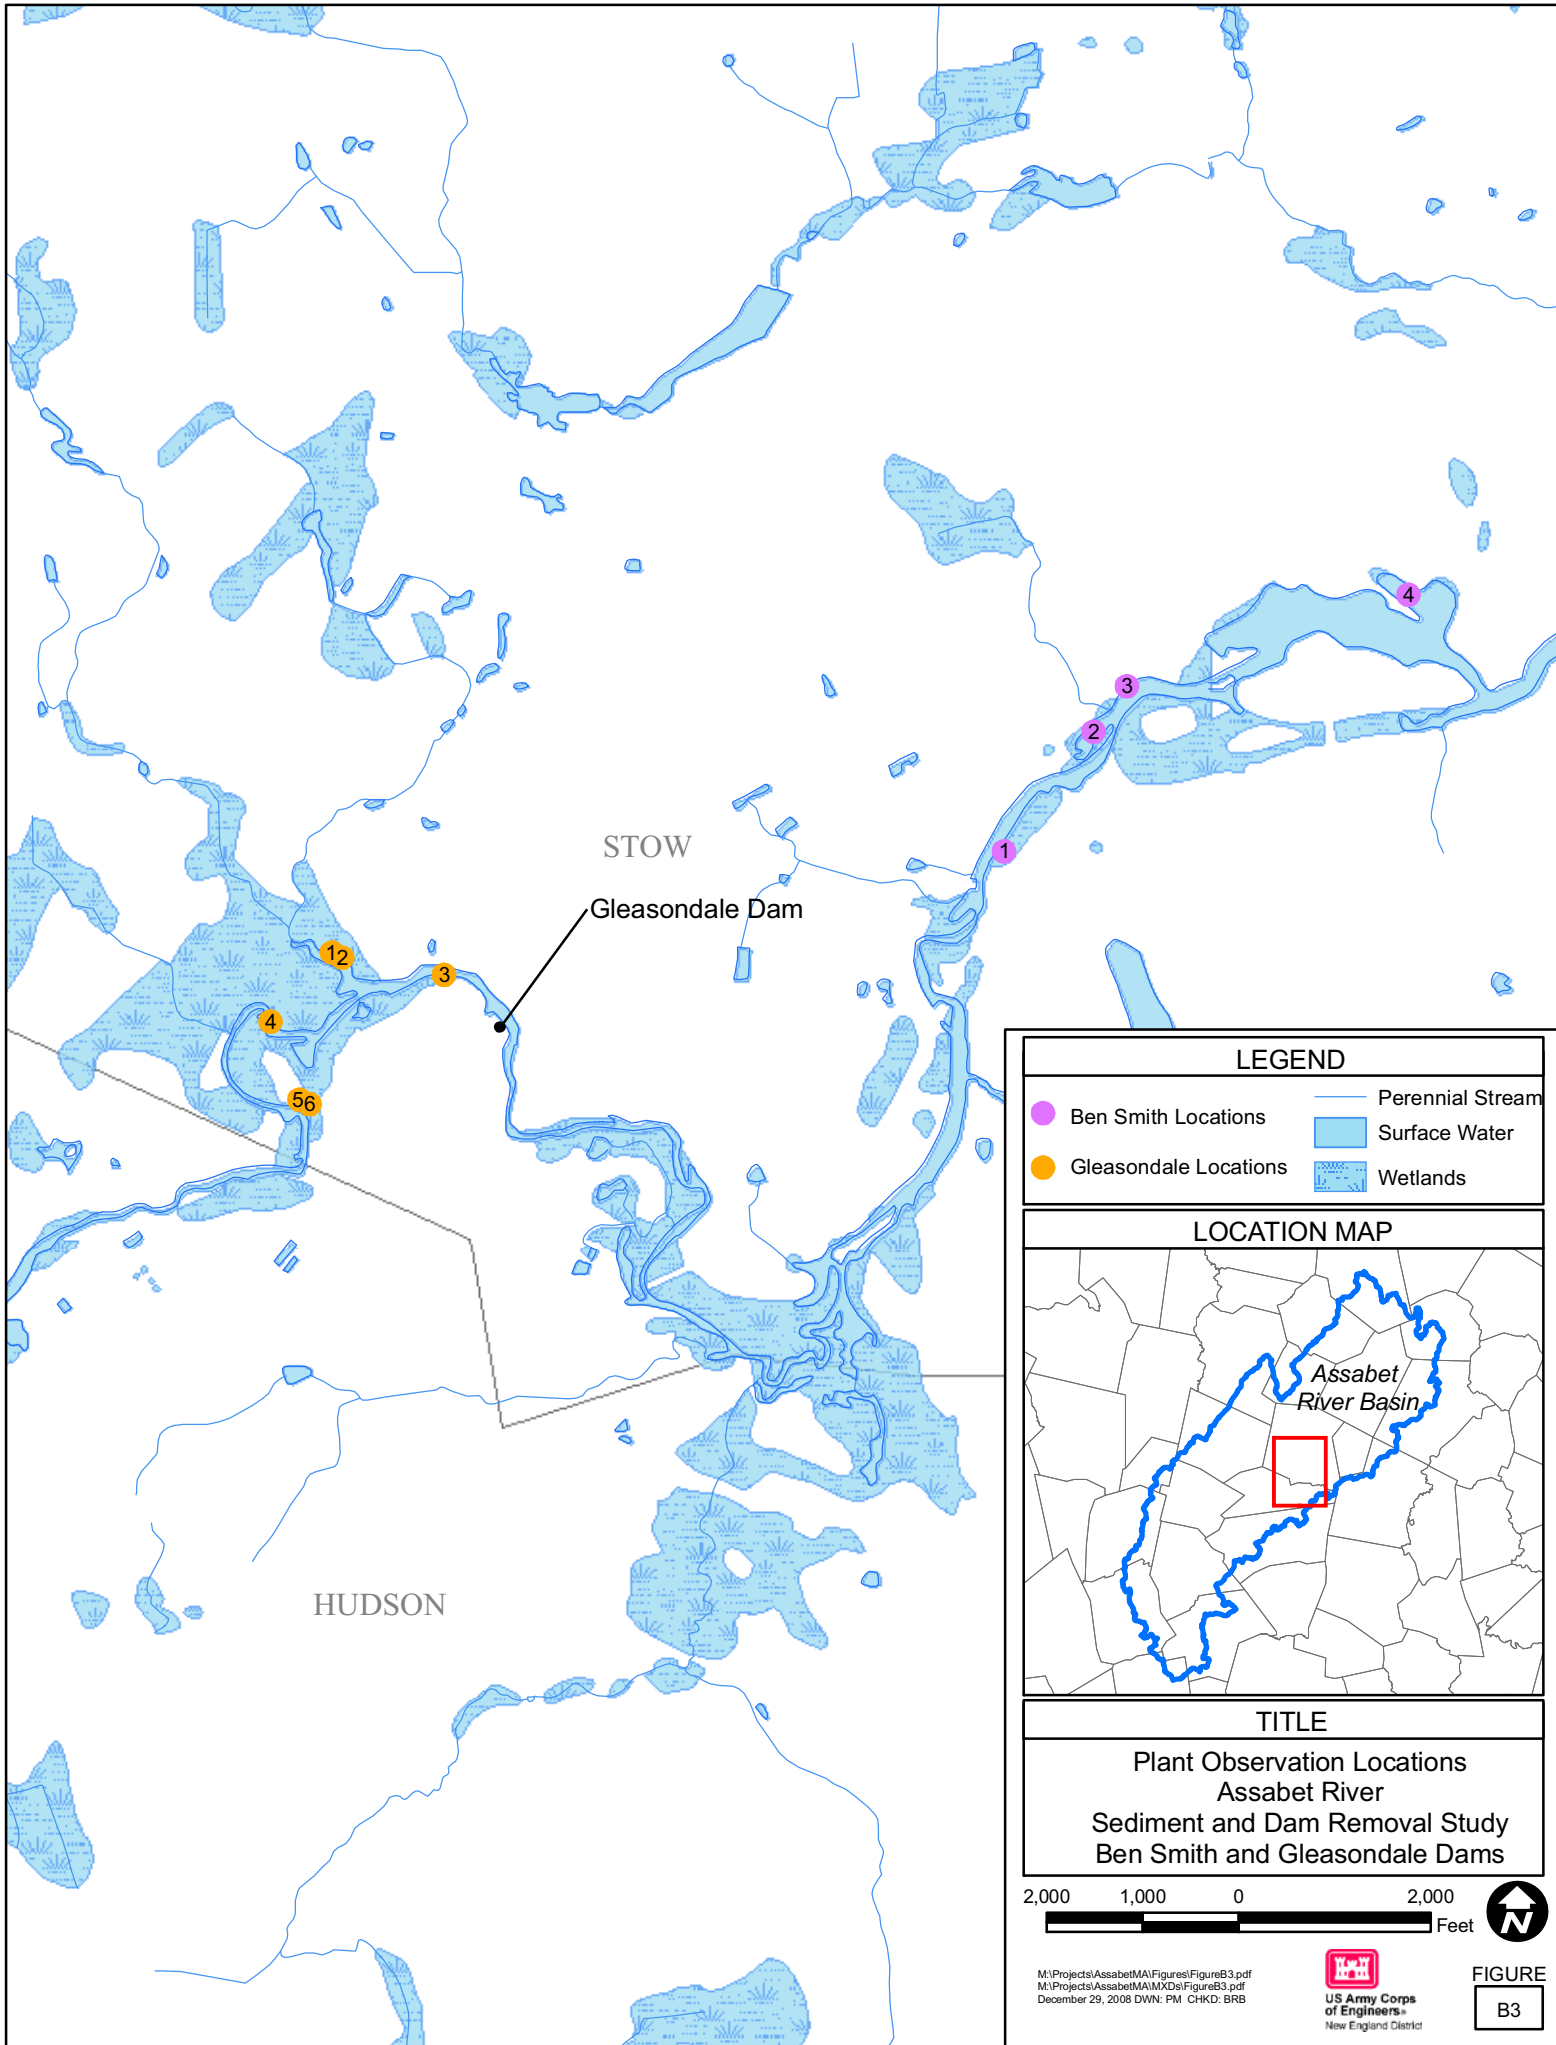 4
3
2
1
STOW
Gleasondale Dam
1
2
3
4
5
6
HUDSON
LEGEND
Ben Smith Locations
Gleasondale Locations
Perennial Stream
Surface Water
Wetlands
LOCATION MAP
Assabet
River Basin
TITLE
Plant Observation Locations
Assabet River
Sediment and Dam Removal Study
Ben Smith and Gleasondale Dams
2,000 1,000 0 2,000
Feet
N
M:\Projects\AssabetMA\Figures\FigureB3.pdf
M:\Projects\AssabetMA\MXDs\FigureB3.pdf
December 29, 2008 DWN: PM CHKD: BRB
US Army Corps
of Engineers®
New England District
FIGURE
B3